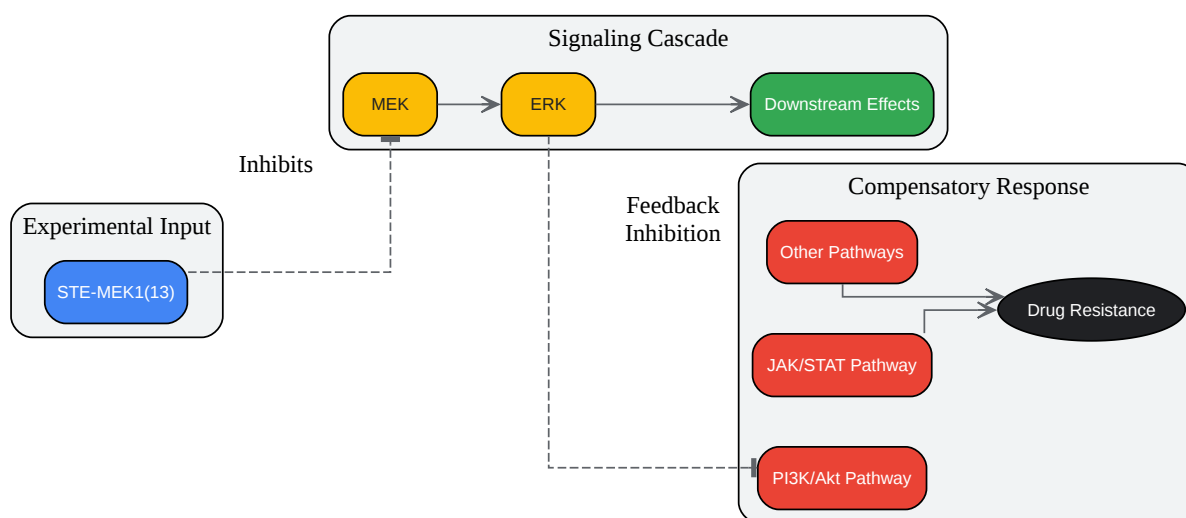 Signaling Cascade
MEK
ERK
Downstream Effects
Inhibits
Experimental Input
STE-MEK1(13)
Feedback
Inhibition
Compensatory Response
Other Pathways
Drug Resistance
JAK/STAT Pathway
PI3K/Akt Pathway